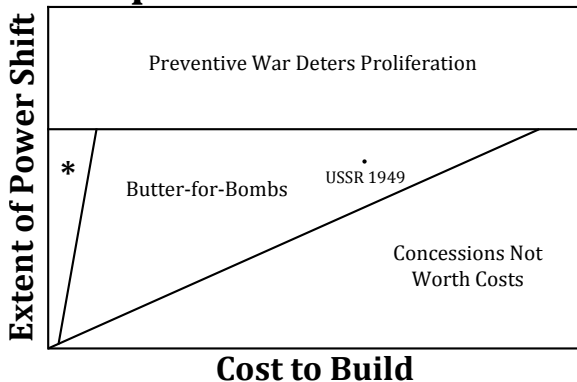 Preventive War Deters Proliferation
Extent of Power Shift
*
Butter-for-Bombs
USSR 1949
Concessions Not
Worth Costs
Cost to Build